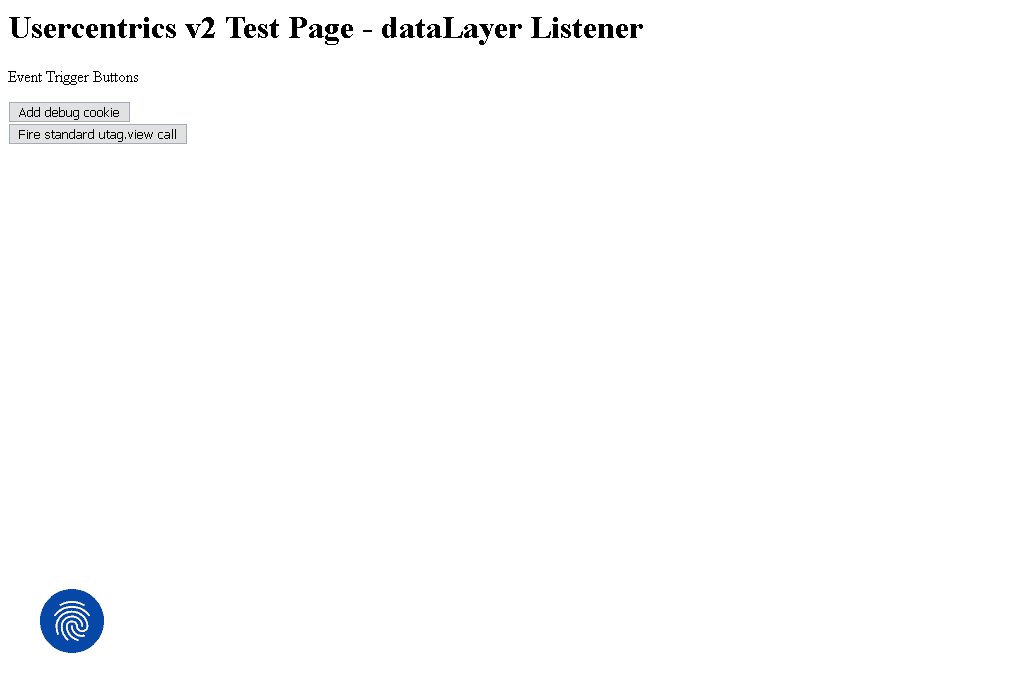 Usercentrics v2 Test Page - dataLayer Listener
Event Trigger Buttons
Add debug cookie
Fire standard utag.view call